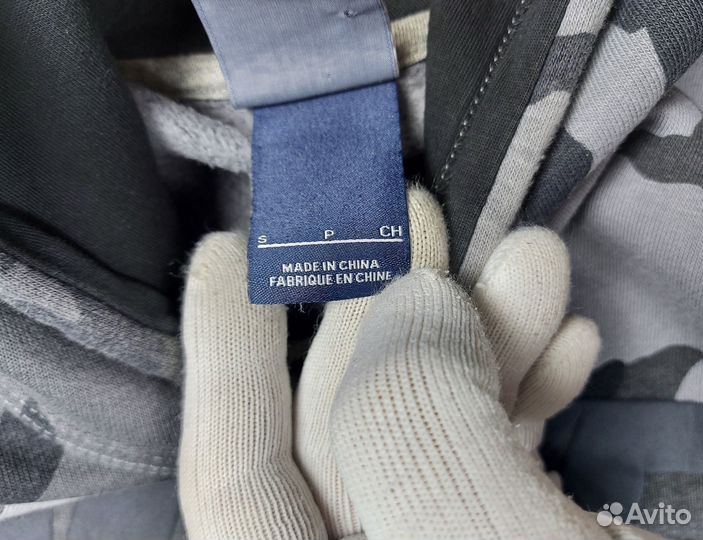 S P CH
MADE IN CHINA
FABRIQUE EN CHINE
Avito